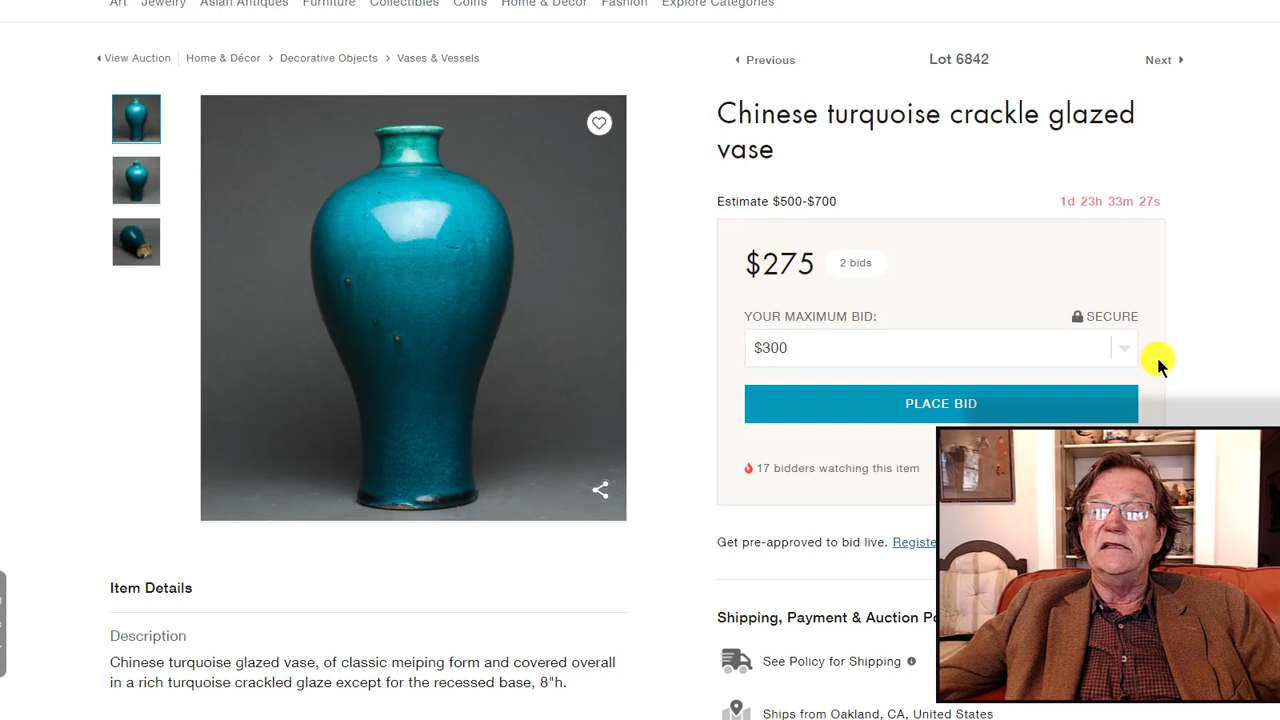 Art Jewelry Asian Antiques Furniture Collectibles Coins Home & Décor Fashion Explore Categories
View Auction Home & Décor › Decorative Objects › Vases & Vessels
Previous Lot 6842 Next
Chinese turquoise crackle glazed
vase
Estimate $500-$700 1d 23h 33m 27s
$275 2 bids
YOUR MAXIMUM BID: SECURE
$300
PLACE BID
17 bidders watching this item
Get pre-approved to bid live. Registe
Item Details
Shipping, Payment & Auction Po
Description
See Policy for Shipping
Chinese turquoise glazed vase, of classic meiping form and covered overall
in a rich turquoise crackled glaze except for the recessed base, 8"h.
Ships from Oakland, CA, United States